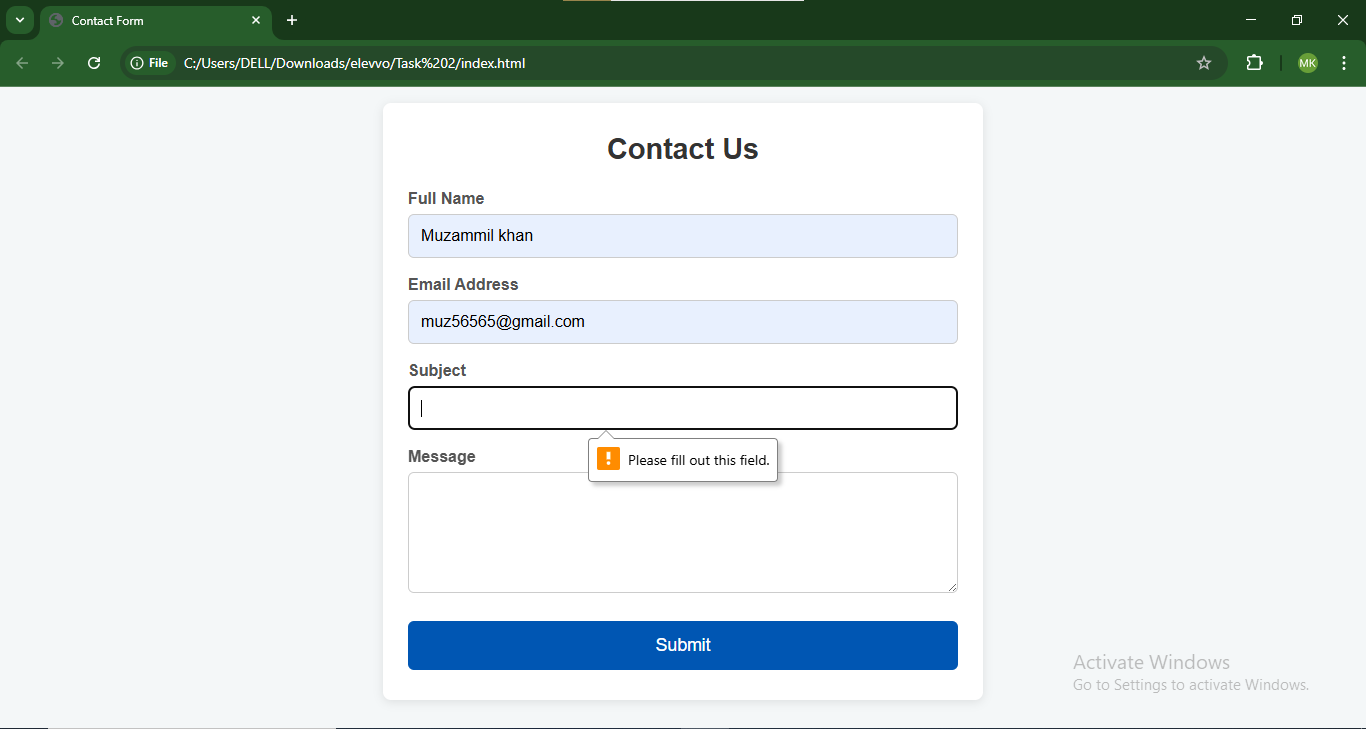 Contact Form
File
C:/Users/DELL/Downloads/elevvo/Task%202/index.html
MK
Contact Us
Full Name
Muzammil khan
Email Address
muz56565@gmail.com
Subject
Please fill out this field.
Message
Submit
Activate Windows
Go to Settings to activate Windows.